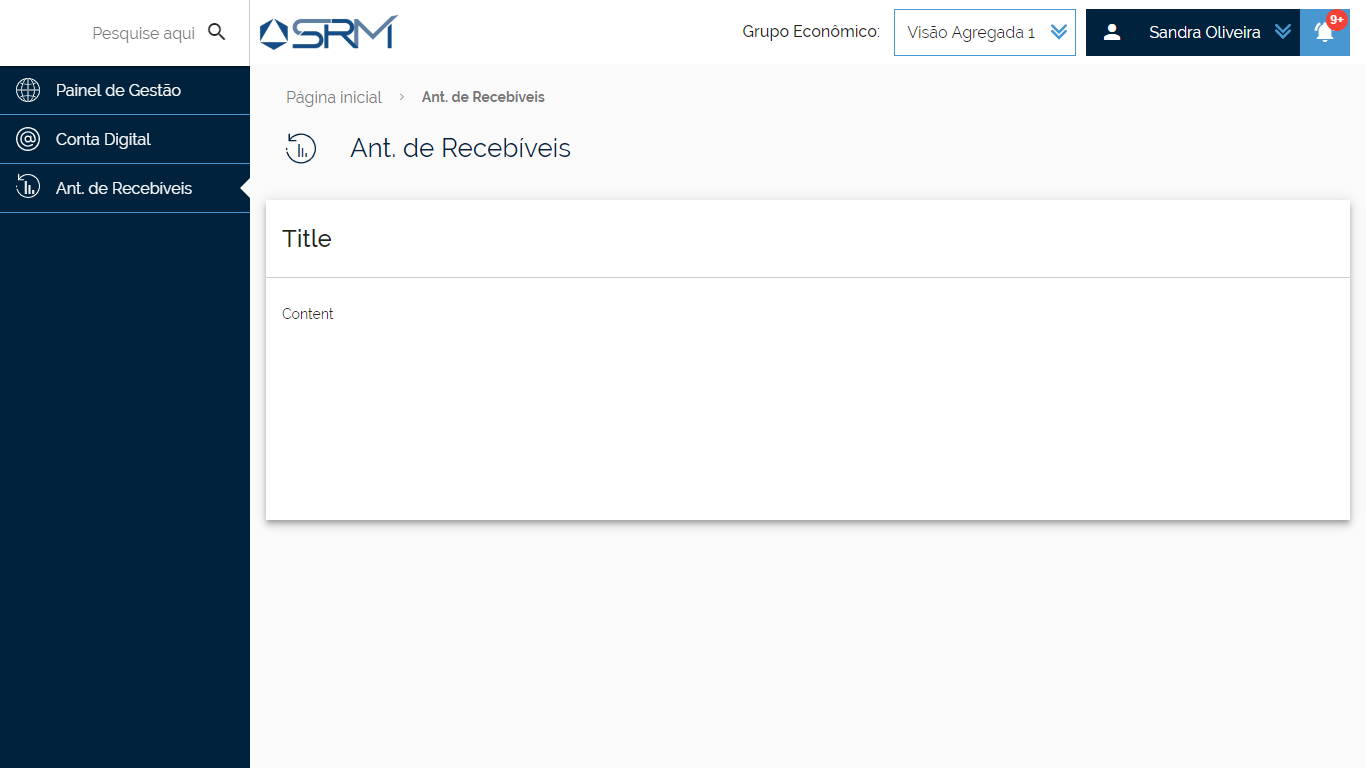 Pesquise aqui
SRM
Grupo Econômico:
Visão Agregada 1
Sandra Oliveira
9+
Painel de Gestão
Conta Digital
Ant. de Recebíveis
Página inicial > Ant. de Recebíveis
Ant. de Recebíveis
Title
Content